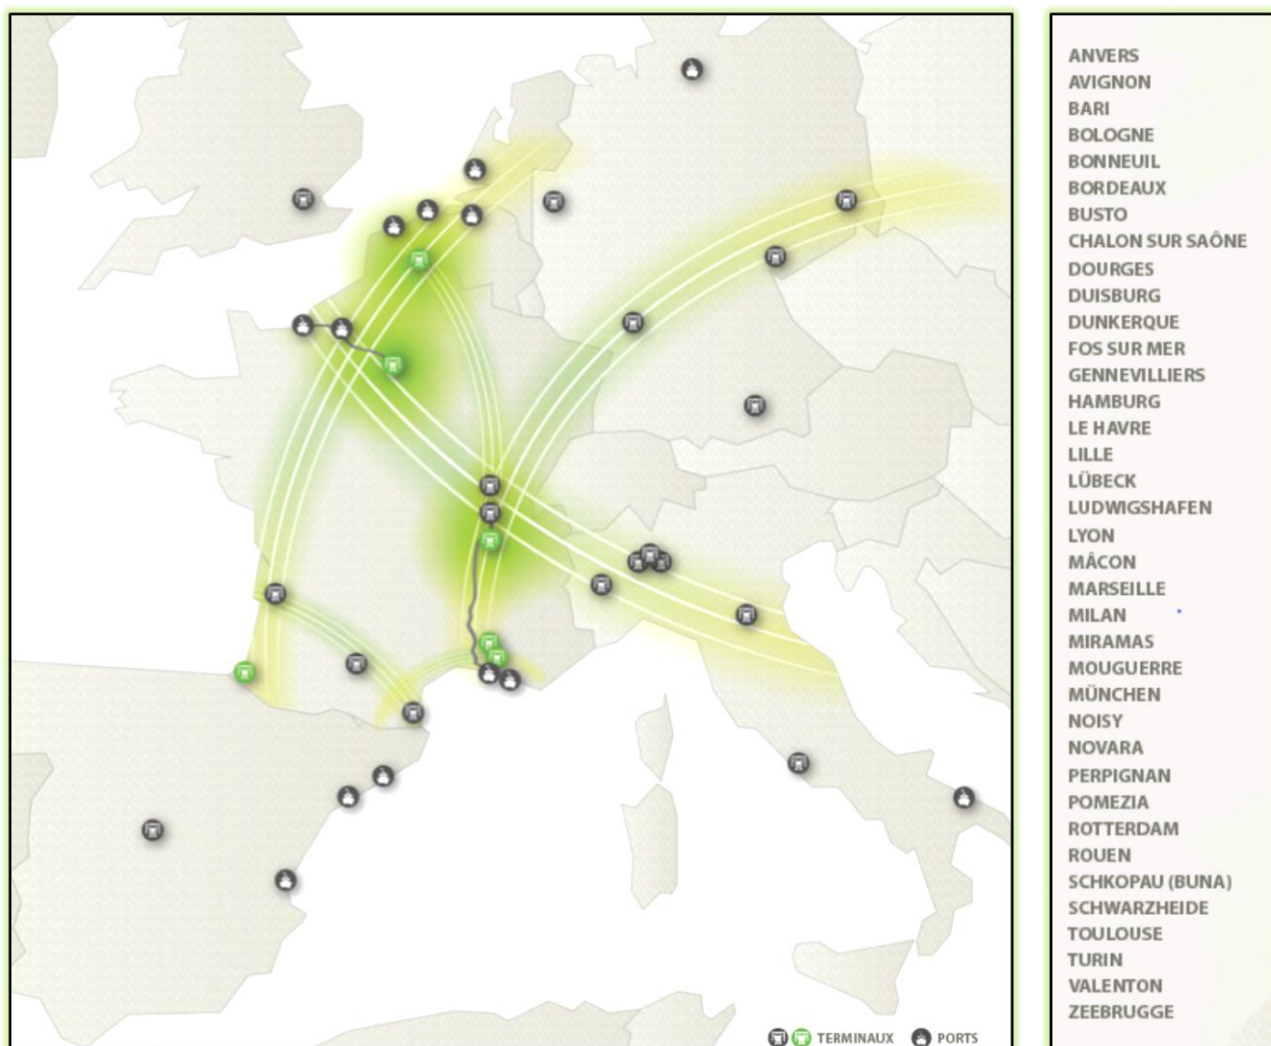 ANVERS
AVIGNON
BARI
BOLOGNE
BONNEUIL
BORDEAUX
BUSTO
CHALON SUR SAÔNE
DOURGES
DUISBURG
DUNKERQUE
FOS SUR MER
GENNEVILLIERS
HAMBURG
LE HAVRE
LILLE
LÜBECK
LUDWIGSHAFEN
LYON
MÂCON
MARSEILLE
MILAN
MIRAMAS
MOUGUERRE
MÜNCHEN
NOISY
NOVARA
PERPIGNAN
POMEZIA
ROTTERDAM
ROUEN
SCHKOPAU (BUNA)
SCHWARZHEIDE
TOULOUSE
TURIN
VALENTON
ZEEBRUGGE
TERMINAUX PORTS